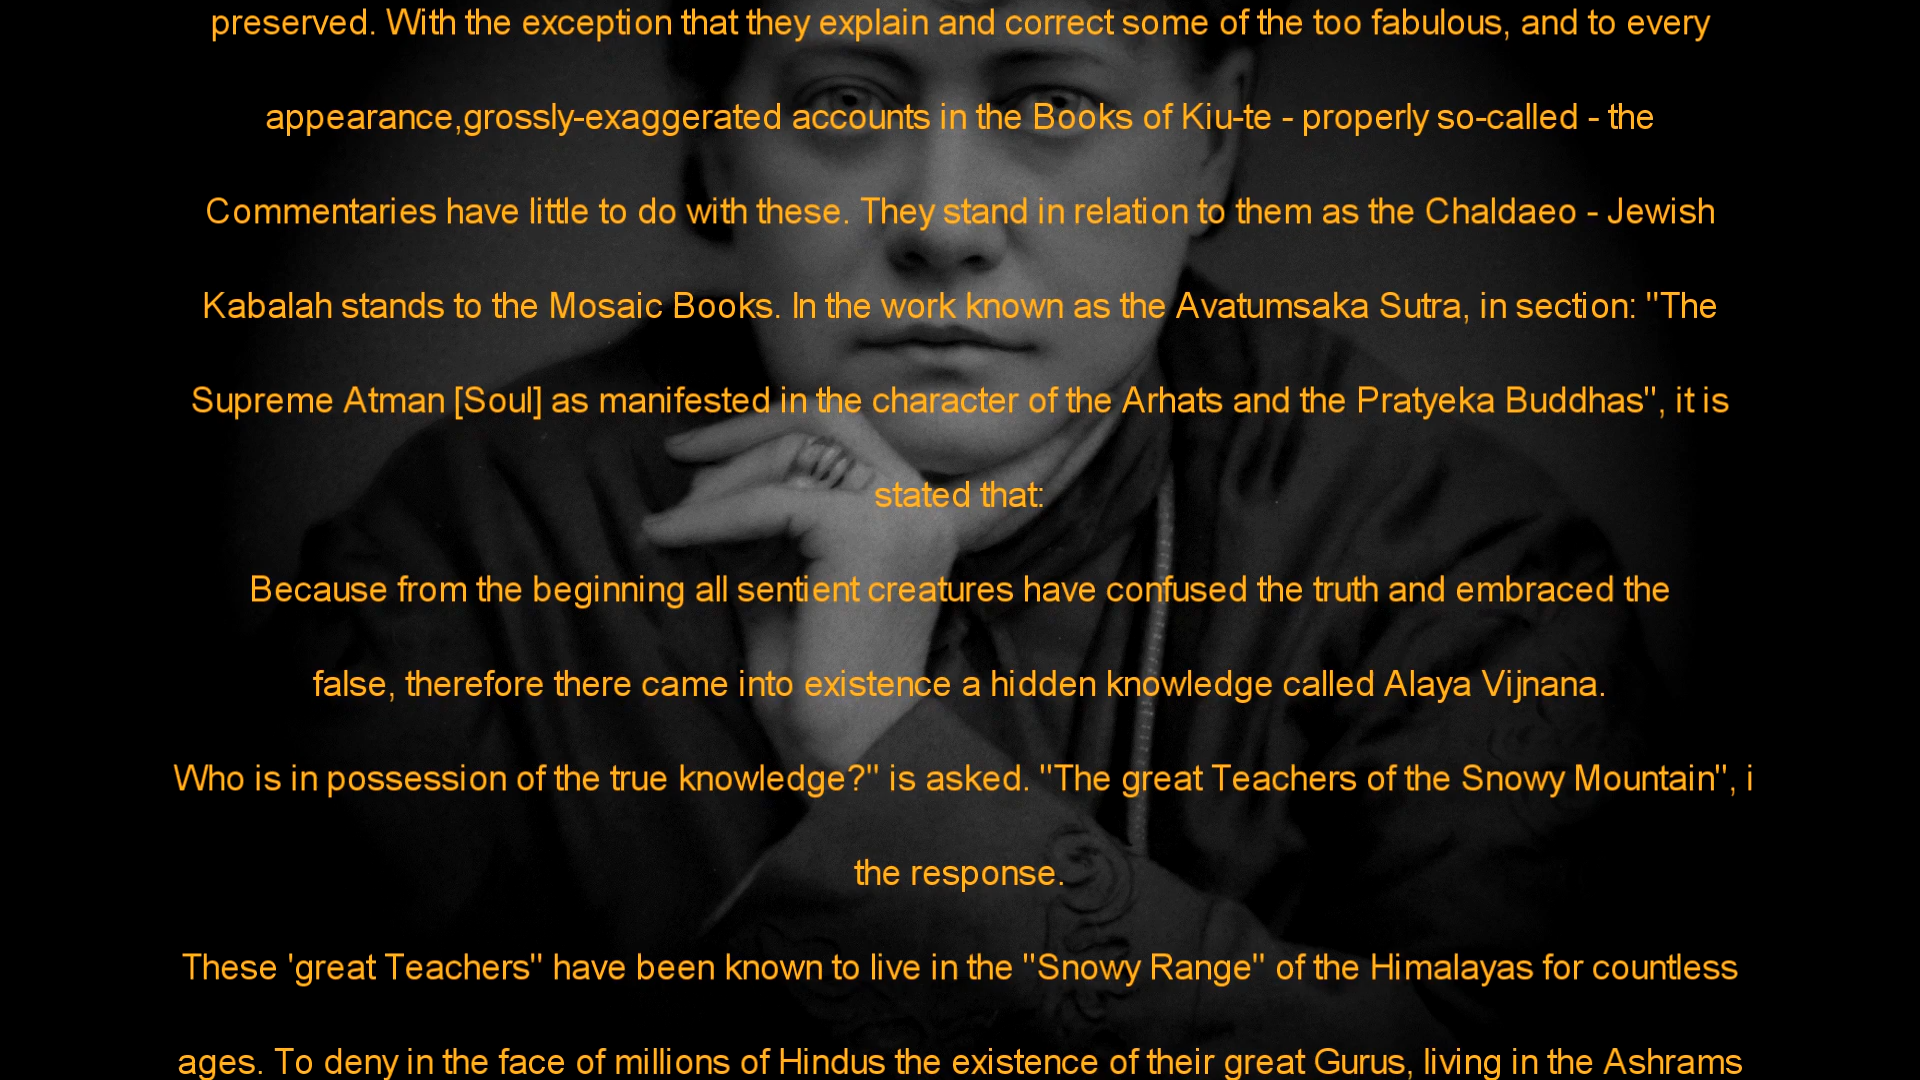 preserved. With the exception that they explain and correct some of the too fabulous, and to every
appearance,grossly-exaggerated accounts in the Books of Kiu-te - properly so-called - the
Commentaries have little to do with these. They stand in relation to them as the Chaldaeo - Jewish
Kabalah stands to the Mosaic Books. In the work known as the Avatumsaka Sutra, in section: "The
Supreme Atman [Soul] as manifested in the character of the Arhats and the Pratyeka Buddhas", it is
stated that:
Because from the beginning all sentient creatures have confused the truth and embraced the
false, therefore there came into existence a hidden knowledge called Alaya Vijnana.
Who is in possession of the true knowledge?" is asked. "The great Teachers of the Snowy Mountain", i
the response.
These 'great Teachers" have been known to live in the "Snowy Range" of the Himalayas for countless
ages. To deny in the face of millions of Hindus the existence of their great Gurus, living in the Ashrams